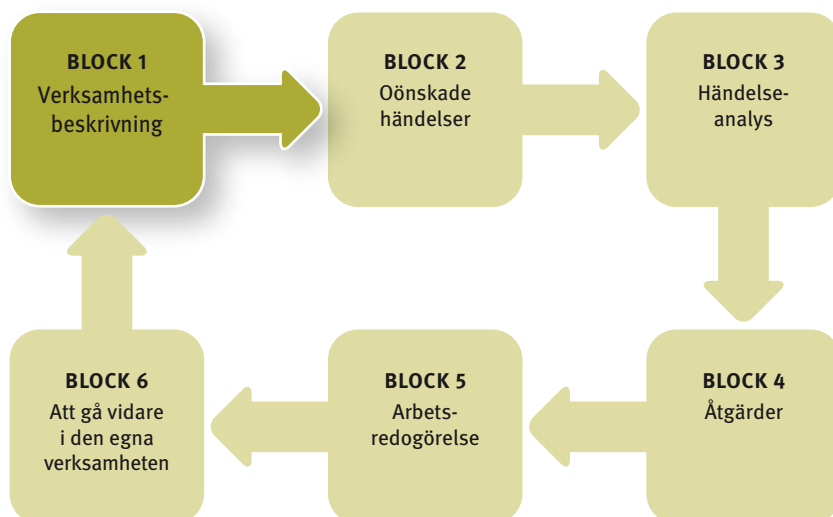 BLOCK 1
Verksamhets-
beskrivning
BLOCK 2
Oönskade
händelser
BLOCK 3
Händelse-
analys
BLOCK 6
Att gå vidare
i den egna
verksamheten
BLOCK 5
Arbets-
redogörelse
BLOCK 4
Åtgärder